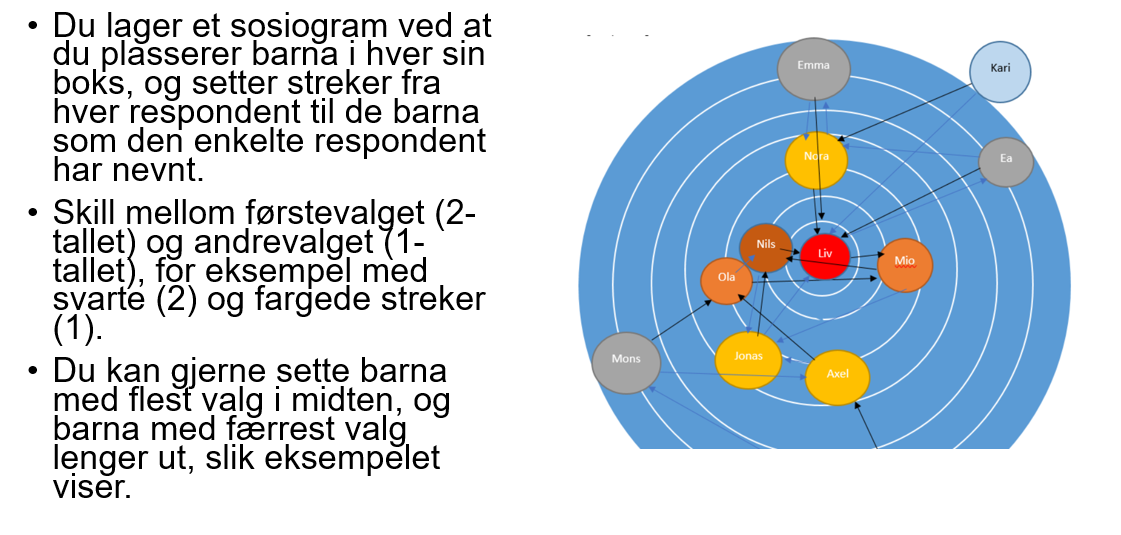 • Du lager et sosiogram ved at
du plasserer barna i hver sin
boks, og setter streker fra
hver respondent til de barna
som den enkelte respondent
har nevnt.
• Skill mellom førstevalget (2-
tallet) og andrevalget (1-
tallet), for eksempel med
svarte (2) og fargede streker
(1).
• Du kan gjerne sette barna
med flest valg i midten, og
barna med færrest valg
lenger ut, slik eksempelet
viser.
Emma
Kari
Nora
Ea
Nils
Liv
Mio
Ola
Mons
Jonas
Axel